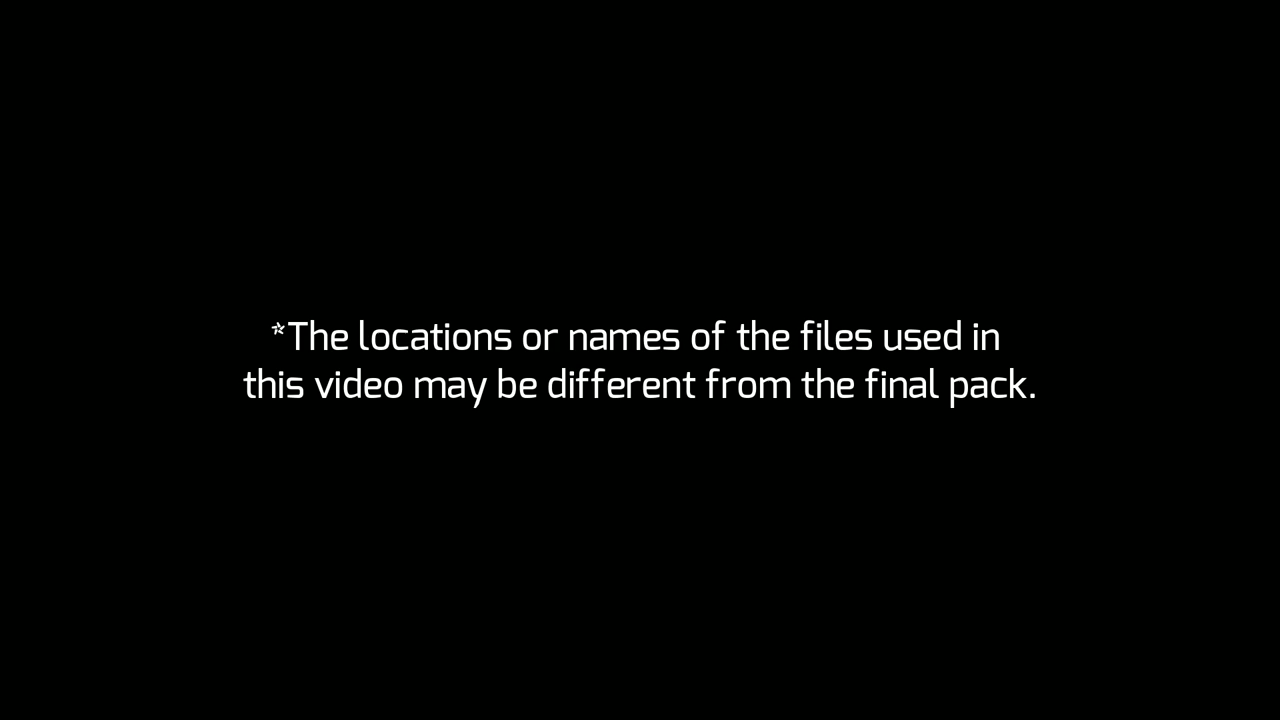 *The locations or names of the files used in
this video may be different from the final pack.